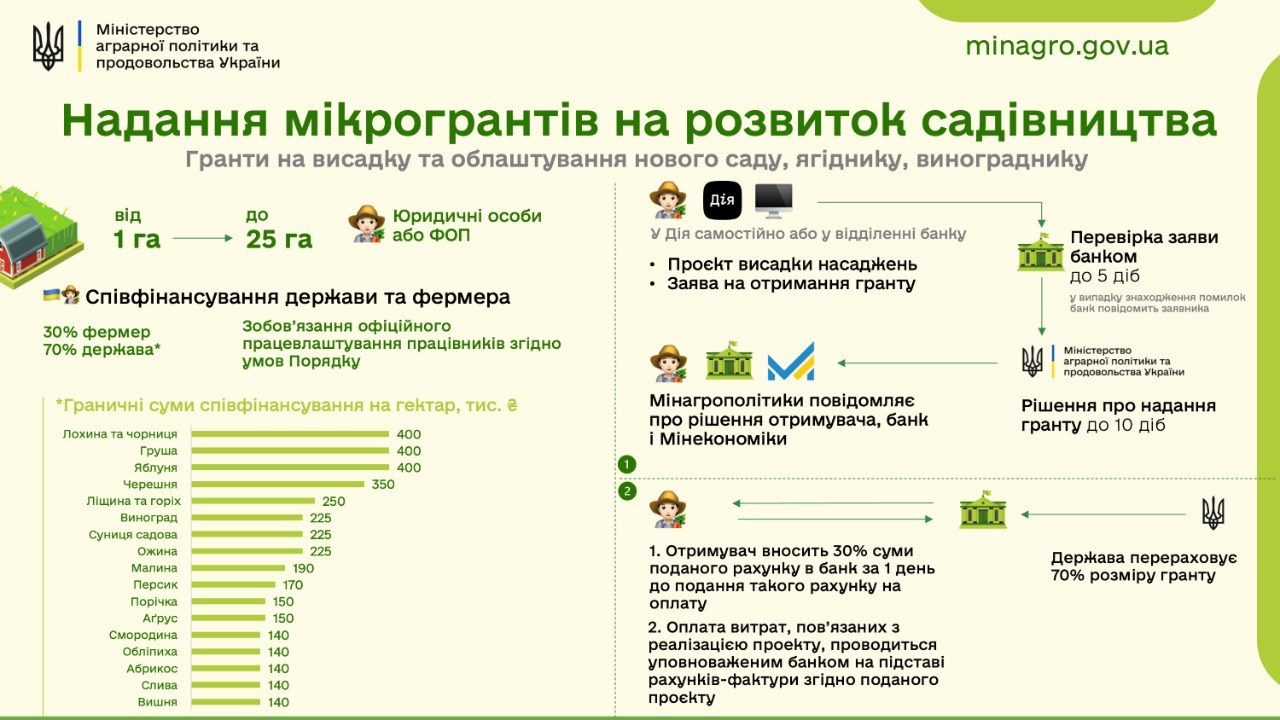 Міністерство
аграрної політики та
продовольства України
minagro.gov.ua
Надання мікрогрантів на розвиток садівництва
Гранти на висадку та облаштування нового саду, ягіднику, винограднику
від
1 га
до
25 га
Юридичні особи
або ФОП
Співфінансування держави та фермера
30% фермер
70% держава*
Зобов’язання офіційного
працевлаштування працівників згідно
умов Порядку
*Граничні суми співфінансування на гектар, тис. ₴
Лохина та чорниця 400
Груша 400
Яблуня 400
Черешня 350
Ліщина та горіх 250
Виноград 225
Суниця садова 225
Ожина 225
Малина 190
Персик 170
Порічка 150
Аґрус 150
Смородина 140
Обліпиха 140
Абрикос 140
Слива 140
Вишня 140
Дія
У Дія самостійно або у відділенні банку
• Проєкт висадки насаджень
• Заява на отримання гранту
Перевірка заяви
банком
до 5 діб
у випадку знаходження помилок
банк повідомить заявника
Міністерство
аграрної політики та
продовольства України
Рішення про надання
гранту до 10 діб
Мінагрополітики повідомляє
про рішення отримувача, банк
і Мінекономіки
1
2
1. Отримувач вносить 30% суми
поданого рахунку в банк за 1 день
до подання такого рахунку на
оплату
2. Оплата витрат, пов’язаних з
реалізацією проекту, проводиться
уповноваженим банком на підставі
рахунків-фактури згідно поданого
проєкту
Держава перераховує
70% розміру гранту